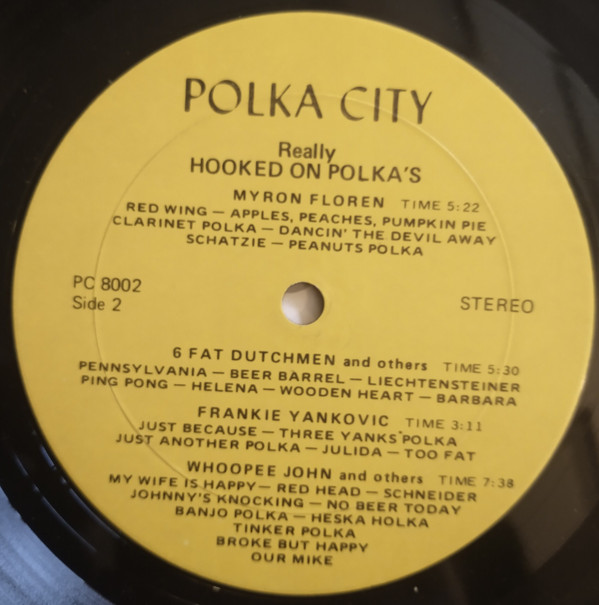 POLKA CITY
Really
HOOKED ON POLKA'S
MYRON FLOREN TIME 5:22
RED WING — APPLES, PEACHES, PUMPKIN PIE
CLARINET POLKA — DANCIN' THE DEVIL AWAY
SCHATZIE — PEANUTS POLKA
PC 8002
Side 2
STEREO
6 FAT DUTCHMEN and others TIME 5:30
PENNSYLVANIA — BEER BARREL — LIECHTENSTEINER
PING PONG — HELENA — WOODEN HEART — BARBARA
FRANKIE YANKOVIC TIME 3:11
JUST BECAUSE — THREE YANKS POLKA
JUST ANOTHER POLKA — JULIDA — TOO FAT
WHOOPEE JOHN and others TIME 7:38
MY WIFE IS HAPPY — RED HEAD — SCHNEIDER
JOHNNY'S KNOCKING — NO BEER TODAY
BANJO POLKA — HESKA HOLKA
TINKER POLKA
BROKE BUT HAPPY
OUR MIKE